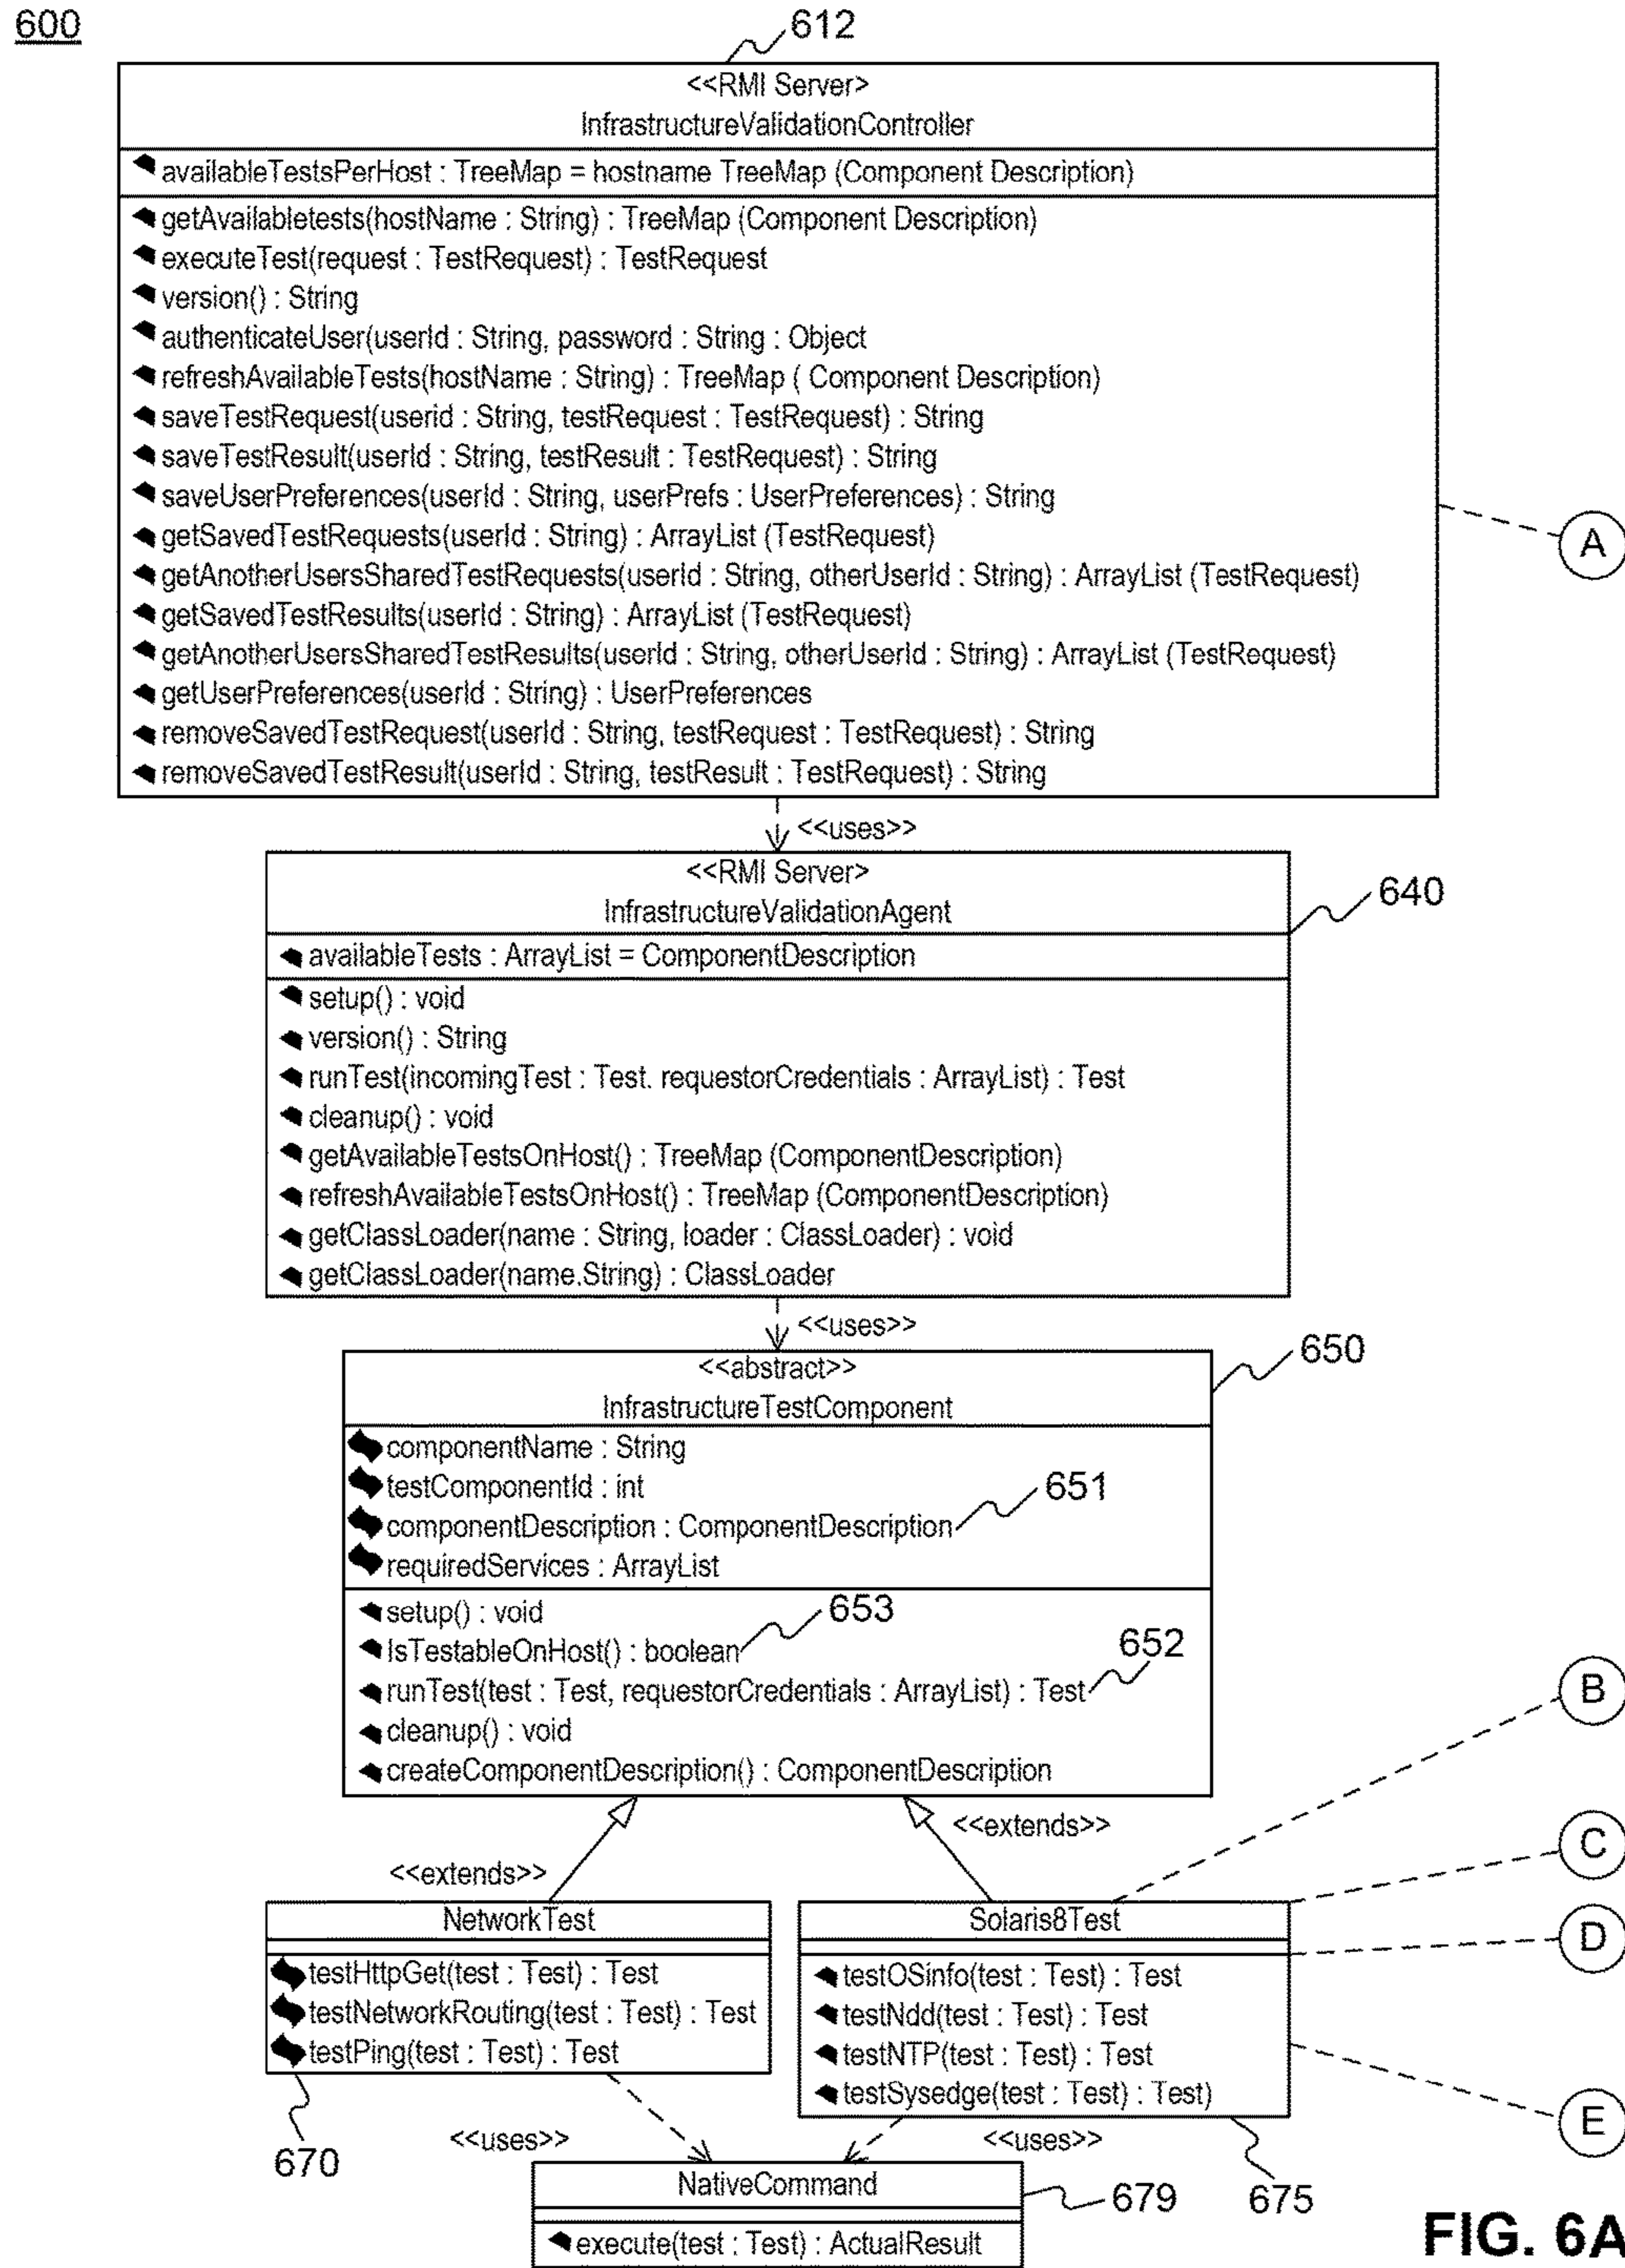 600
612
<<RMI Server>
InfrastructureValidationController
availableTestsPerHost : TreeMap = hostname TreeMap (Component Description)
getAvailabletests(hostName : String) : TreeMap (Component Description)
executeTest(request : TestRequest) : TestRequest
version() : String
authenticateUser(userId : String, password : String : Object
refreshAvailableTests(hostName : String) : TreeMap ( Component Description)
saveTestRequest(userid : String, testRequest : TestRequest) : String
saveTestResult(userId : String, testResult : TestRequest) : String
saveUserPreferences(userId : String, userPrefs : UserPreferences) : String
getSavedTestRequests(userId : String) : ArrayList (TestRequest)
getAnotherUsersSharedTestRequests(userId : String, otherUserId : String) : ArrayList (TestRequest)
getSavedTestResults(userId : String) : ArrayList (TestRequest)
getAnotherUsersSharedTestResults(userId : String, otherUserId : String) : ArrayList (TestRequest)
getUserPreferences(userId : String) : UserPreferences
removeSavedTestRequest(userId : String, testRequest : TestRequest) : String
removeSavedTestResult(userId : String, testResult : TestRequest) : String
A
<<uses>>
<<RMI Server>
InfrastructureValidationAgent
640
availableTests : ArrayList = ComponentDescription
setup() : void
version() : String
runTest(incomingTest : Test. requestorCredentials : ArrayList) : Test
cleanup() : void
getAvailableTestsOnHost() : TreeMap (ComponentDescription)
refreshAvailableTestsOnHost() : TreeMap (ComponentDescription)
getClassLoader(name : String, loader : ClassLoader) : void
getClassLoader(name.String) : ClassLoader
<<uses>>
<<abstract>>
InfrastructureTestComponent
650
componentName : String
testComponentId : int
componentDescription : ComponentDescription
651
requiredServices : ArrayList
setup() : void
IsTestableOnHost() : boolean
653
runTest(test : Test, requestorCredentials : ArrayList) : Test
652
cleanup() : void
createComponentDescription() : ComponentDescription
B
<<extends>>
C
<<extends>>
NetworkTest
testHttpGet(test : Test) : Test
testNetworkRouting(test : Test) : Test
testPing(test : Test) : Test
670
Solaris8Test
D
testOSinfo(test : Test) : Test
testNdd(test : Test) : Test
testNTP(test : Test) : Test
testSysedge(test : Test) : Test)
E
675
<<uses>>
<<uses>>
NativeCommand
679
execute(test : Test) : ActualResult
FIG. 6A